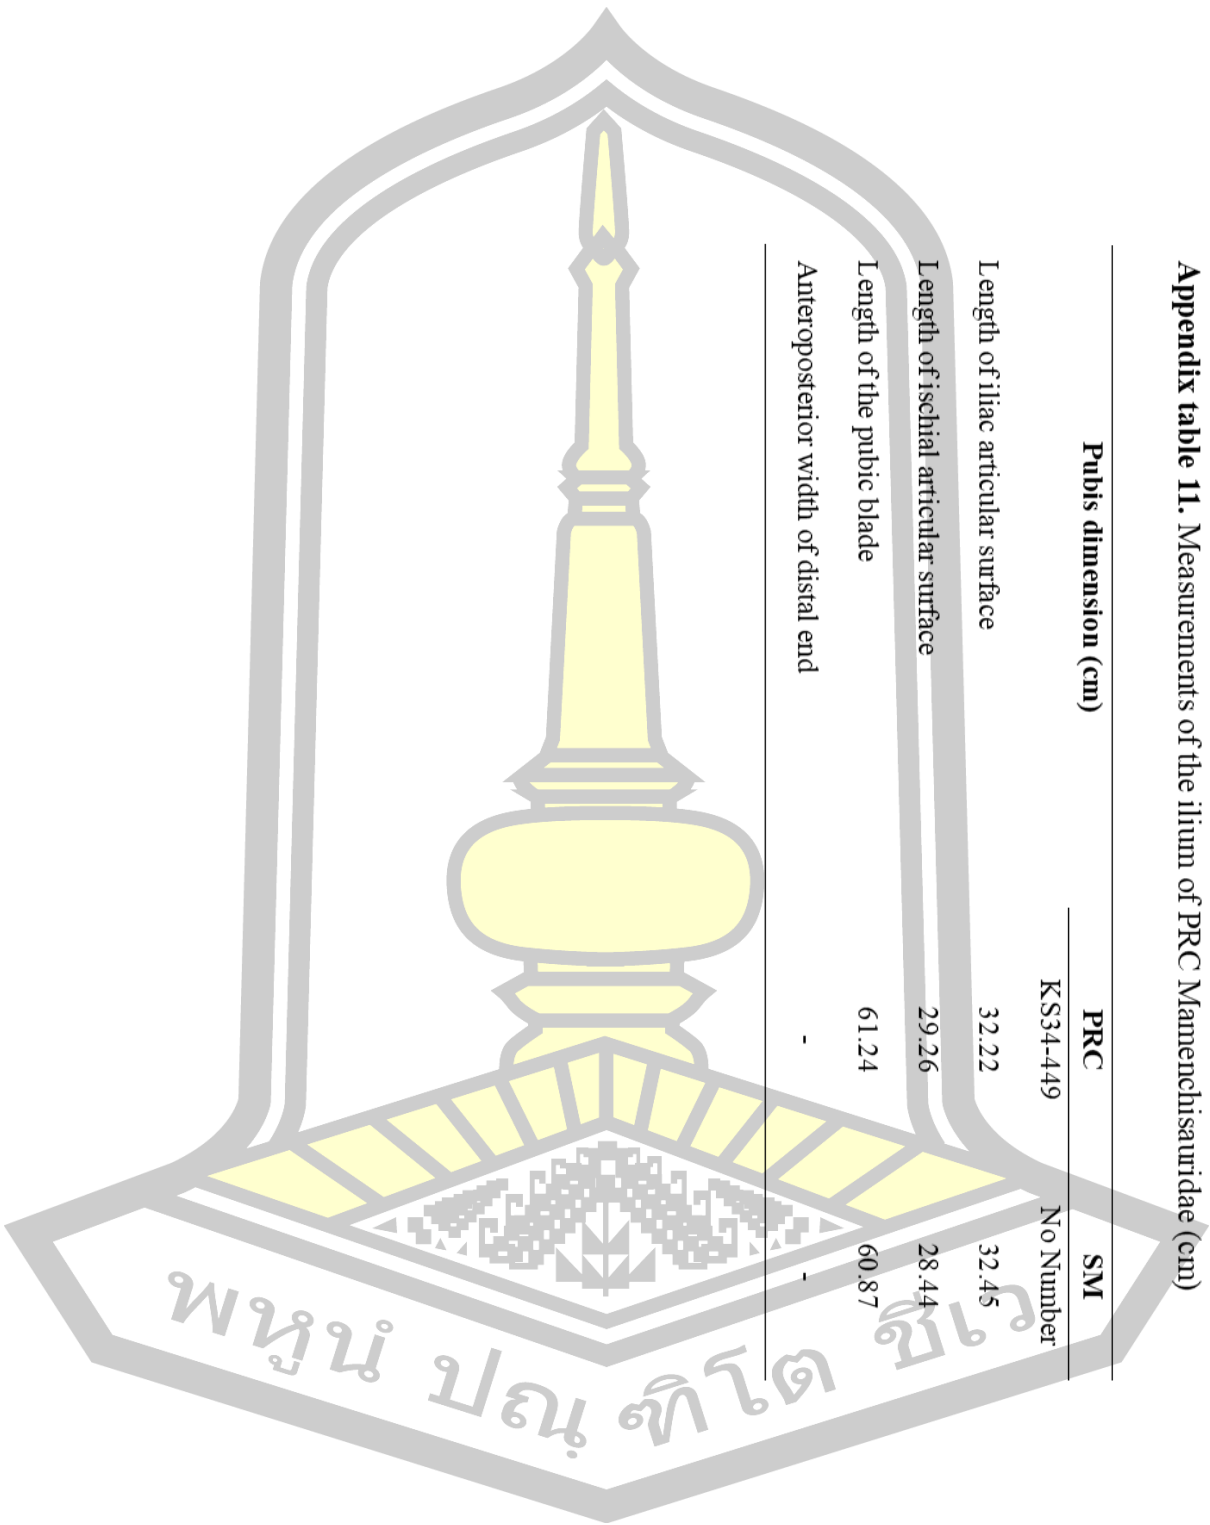 Appendix table 11. Measurements of the ilium of PRC Mamenchisauridae (cm)
Pubis dimension (cm) PRC SM
KS34-449 No Number
Length of iliac articular surface 32.22 32.45
Length of ischial articular surface 29.26 28.44
Length of the pubic blade 61.24 60.87
Anteroposterior width of distal end - -
พหูนํ ปณฺฑิโต ชีเว